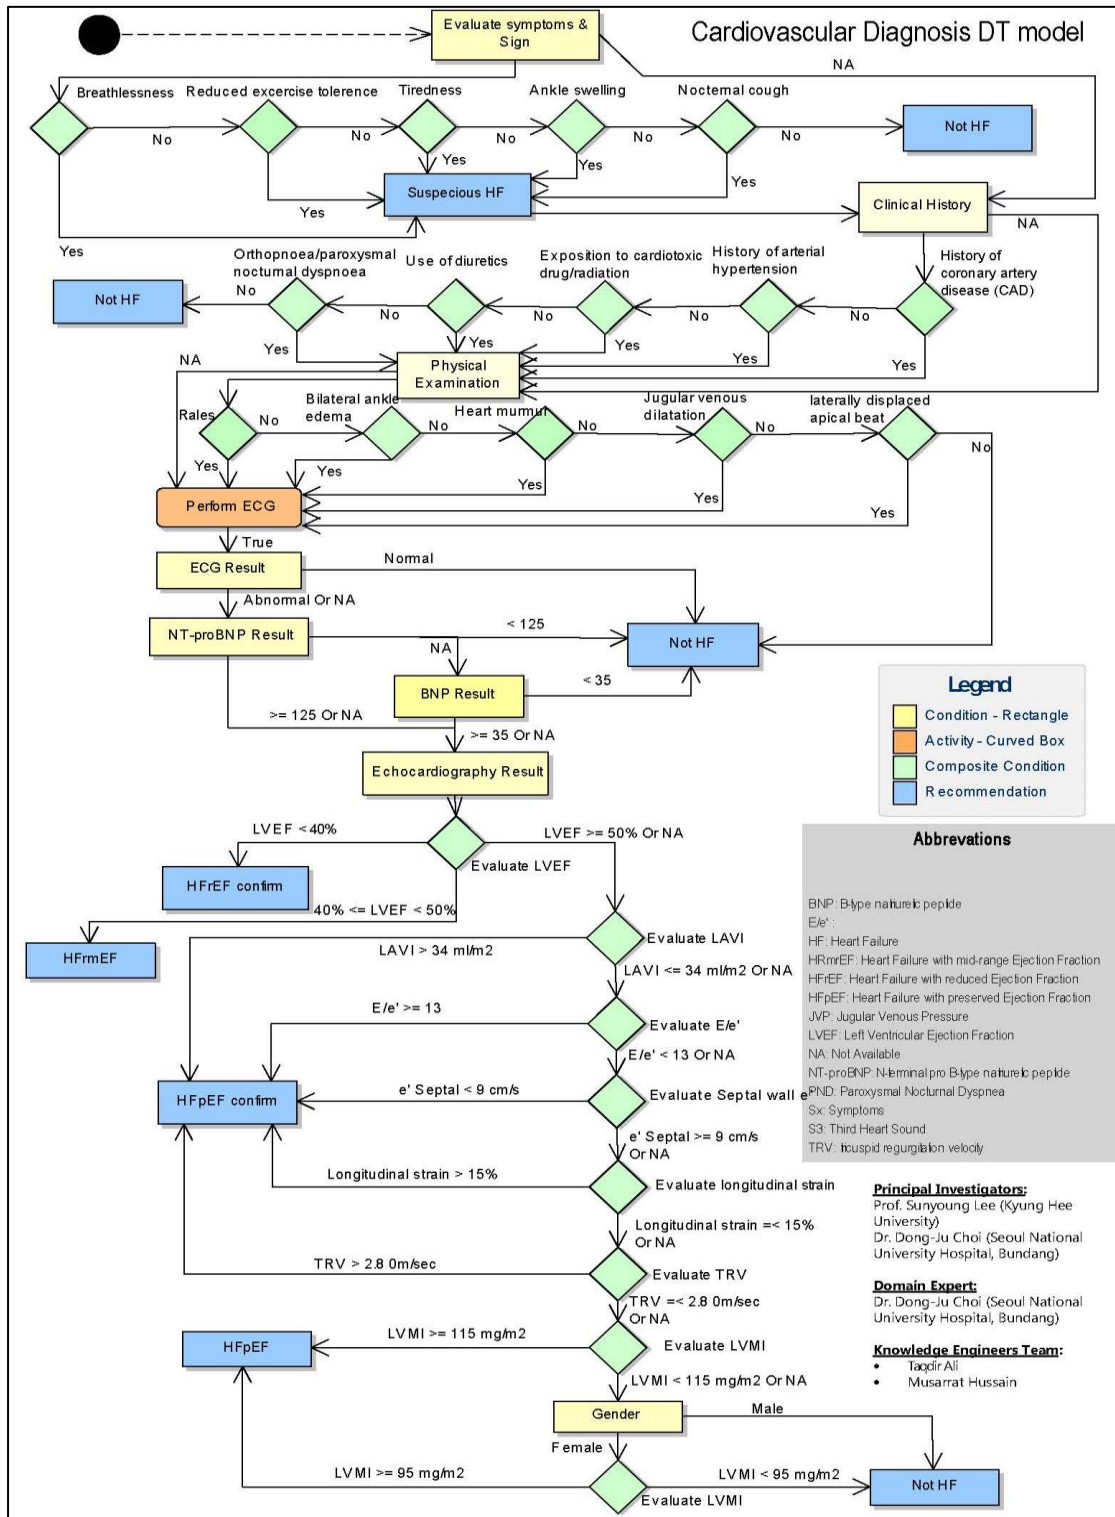 Cardiovascular Diagnosis DT model
Evaluate symptoms &
Sign
NA
Breathlessness
Reduced excercise tolerence
Tiredness
Ankle swelling
Nocternal cough
No
No
No
No
No
Not HF
Yes
Yes
Yes
Yes
Yes
Suspecious HF
Clinical History
NA
Orthopnoea/paroxysmal
nocturnal dyspnoea
Use of diuretics
Exposition to cardiotoxic
drug/radiation
History of arterial
hypertension
History of
coronary artery
disease (CAD)
Not HF
No
No
No
No
No
Yes
Yes
Yes
Yes
Yes
NA
Physical
Examination
Rales
Bilateral ankle
edema
Heart murmur
Jugular venous
dilatation
laterally displaced
apical beat
No
No
No
No
No
Yes
Yes
Yes
Yes
Yes
Perform ECG
True
ECG Result
Normal
Abnormal Or NA
NT-proBNP Result
< 125
NA
Not HF
BNP Result
< 35
>= 125 Or NA
>= 35 Or NA
Echocardiography Result
Legend
Condition - Rectangle
Activity - Curved Box
Composite Condition
Recommendation
LVEF <40%
LVEF >= 50% Or NA
Evaluate LVEF
HFrEF confirm
40% <= LVEF < 50%
HFrmEF
Evaluate LAVI
LAVI > 34 ml/m2
LAVI <= 34 ml/m2 Or NA
E/e' >= 13
Evaluate E/e'
E/e' < 13 Or NA
HFpEF confirm
e' Septal < 9 cm/s
Evaluate Septal wall e'
e' Septal >= 9 cm/s
Or NA
Longitudinal strain > 15%
Evaluate longitudinal strain
Longitudinal strain =< 15%
Or NA
TRV > 2.8 0m/sec
Evaluate TRV
TRV =< 2.8 0m/sec
Or NA
HFpEF
LVMI >= 115 mg/m2
Evaluate LVMI
LVMI < 115 mg/m2 Or NA
Gender
Male
Female
LVMI >= 95 mg/m2
LVMI < 95 mg/m2
Evaluate LVMI
Not HF
Abbrevations
BNP: B-type natriuretic peptide
E/e' :
HF: Heart Failure
HRmrEF: Heart Failure with mid-range Ejection Fraction
HFrEF: Heart Failure with reduced Ejection Fraction
HFpEF: Heart Failure with preserved Ejection Fraction
JVP: Jugular Venous Pressure
LVEF: Left Ventricular Ejection Fraction
NA: Not Available
NT-proBNP: N-terminal pro B-type natriuretic peptide
PND: Paroxysmal Nocturnal Dyspnea
Sx: Symptoms
S3: Third Heart Sound
TRV: tricuspid regurgitation velocity
Principal Investigators:
Prof. Sunyoung Lee (Kyung Hee
University)
Dr. Dong-Ju Choi (Seoul National
University Hospital, Bundang)
Domain Expert:
Dr. Dong-Ju Choi (Seoul National
University Hospital, Bundang)
Knowledge Engineers Team:
• Taqdir Ali
• Musarrat Hussain